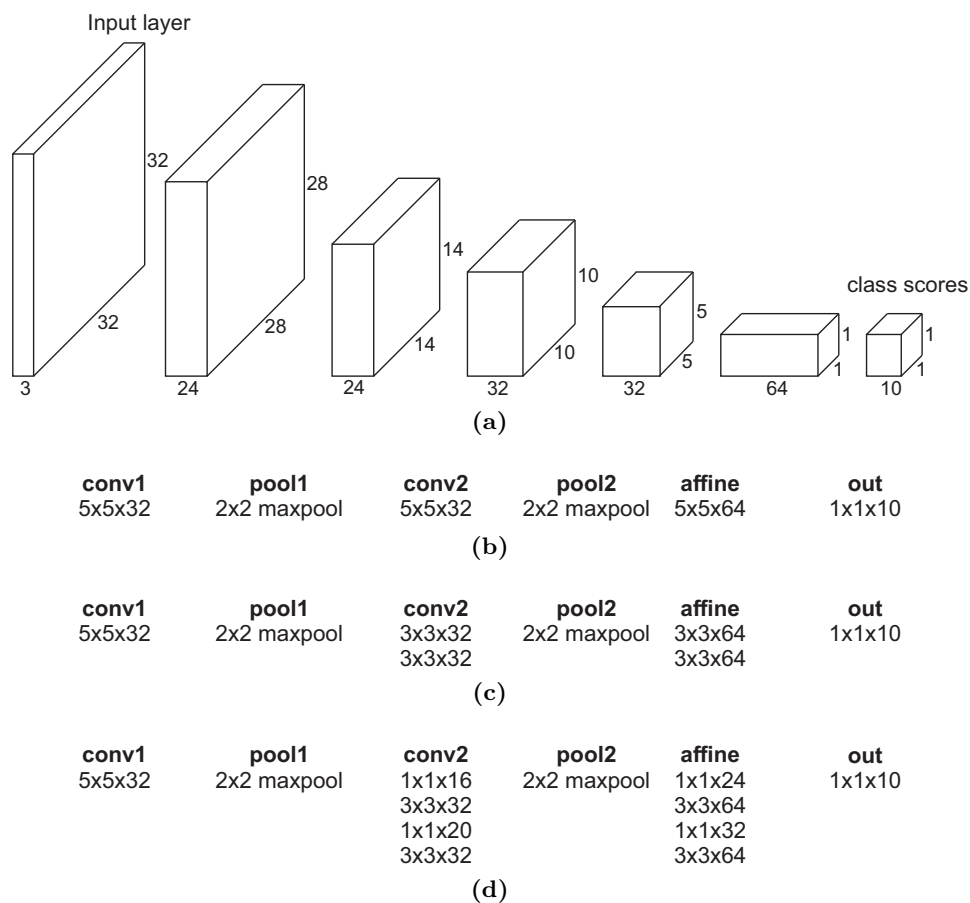 Input layer
32
32
3
28
28
24
14
14
24
10
10
32
5
5
32
1
1
64
class scores
1
1
10
(a)
conv1 pool1 conv2 pool2 affine out
5x5x32 2x2 maxpool 5x5x32 2x2 maxpool 5x5x64 1x1x10
(b)
conv1 pool1 conv2 pool2 affine out
5x5x32 2x2 maxpool 3x3x32 2x2 maxpool 3x3x64 1x1x10
3x3x32 3x3x64
(c)
conv1 pool1 conv2 pool2 affine out
5x5x32 2x2 maxpool 1x1x16 2x2 maxpool 1x1x24 1x1x10
3x3x32 3x3x64
1x1x20 1x1x32
3x3x32 3x3x64
(d)